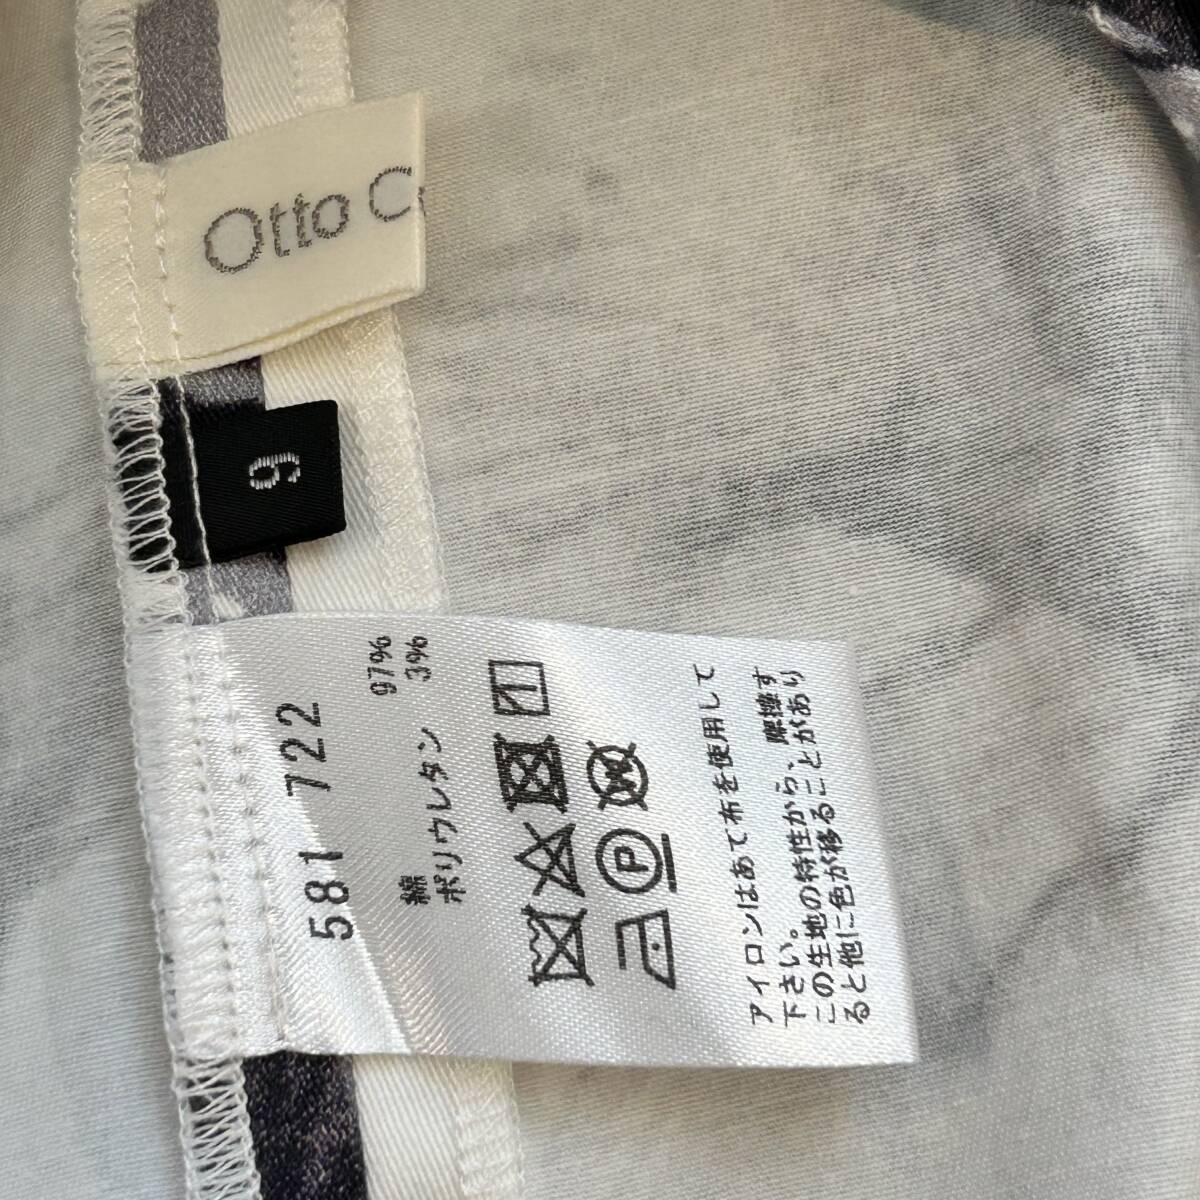 Otto
9
581 722
綿 97%
ポリウレタン 3%
P
W
アイロンはあて布を使用して
下さい。
この生地の特性から、摩擦す
ると他に色が移ることがあり